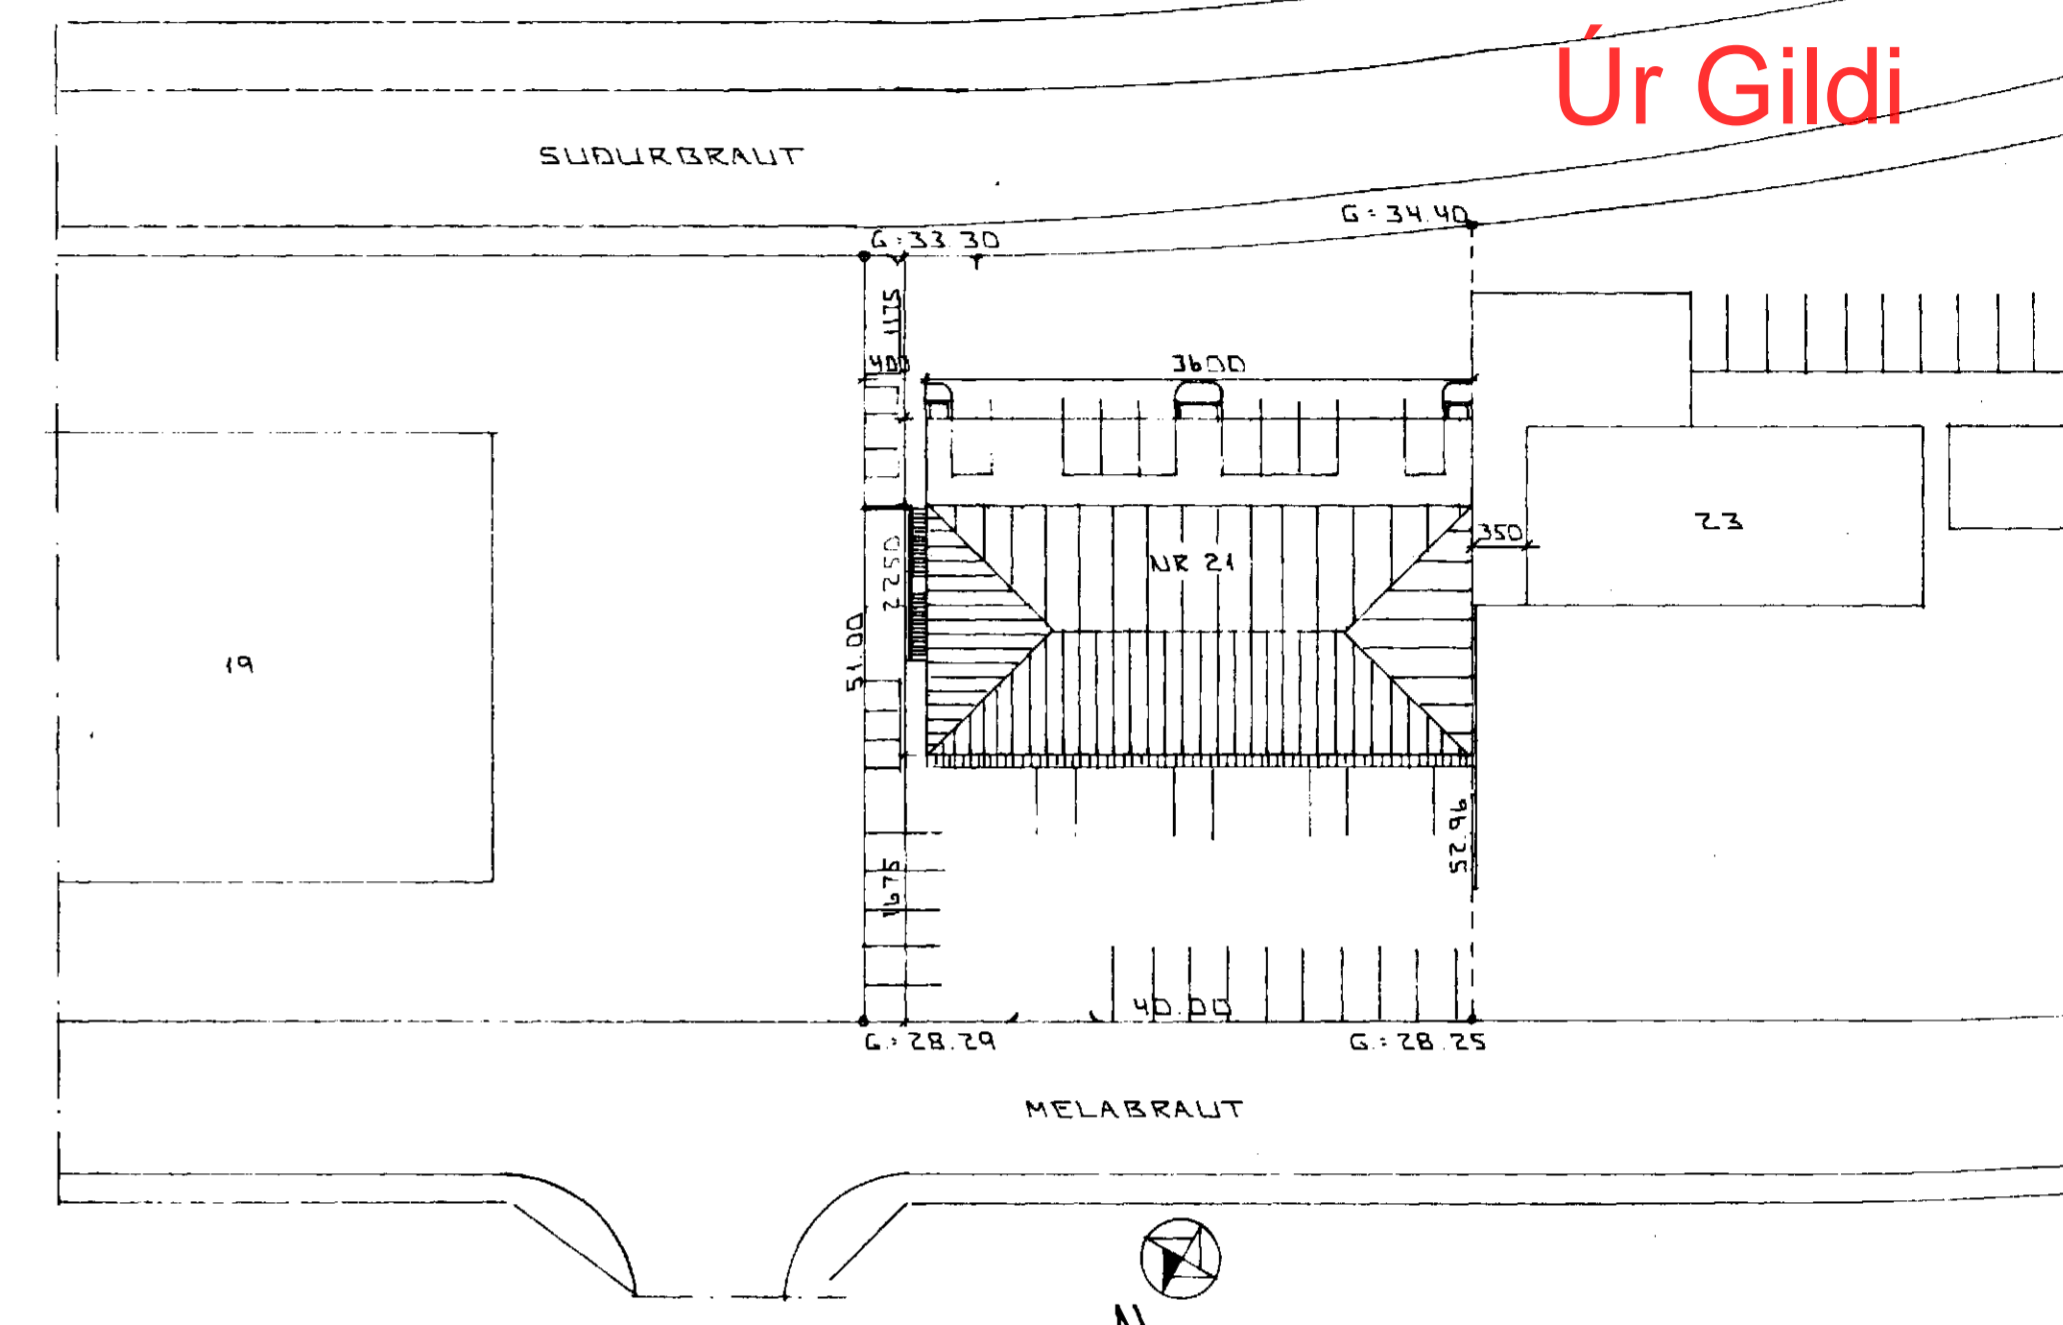 Úr Gildi
SUÐURBRAUT
G=34.40
G=33.30
1175
400
3600
23
350
NR 21
2250
51.00
19
52.96
1675
40.00
G.=28.29
G.=28.25
MELABRAUT
N